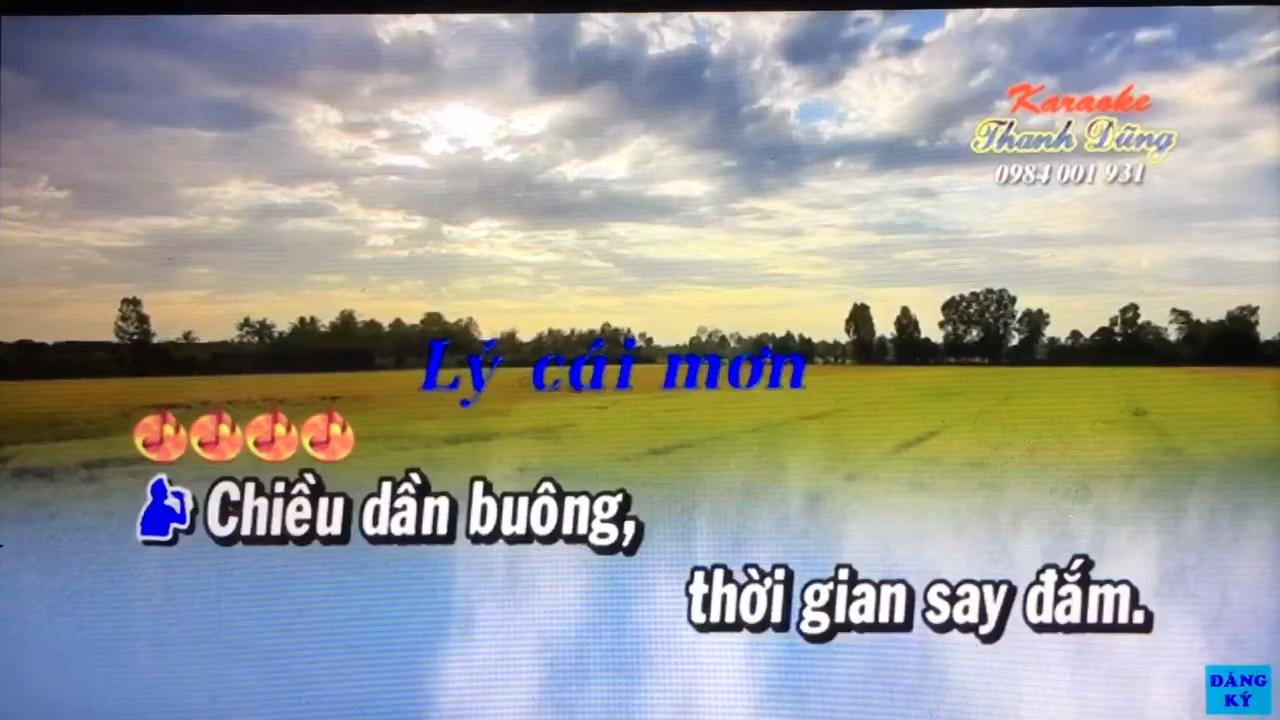 Karaoke
Thanh Dũng
0984 001 931
Lý cái mơn
Chiều dần buông,
thời gian say đắm.
ĐĂNG
KÝ